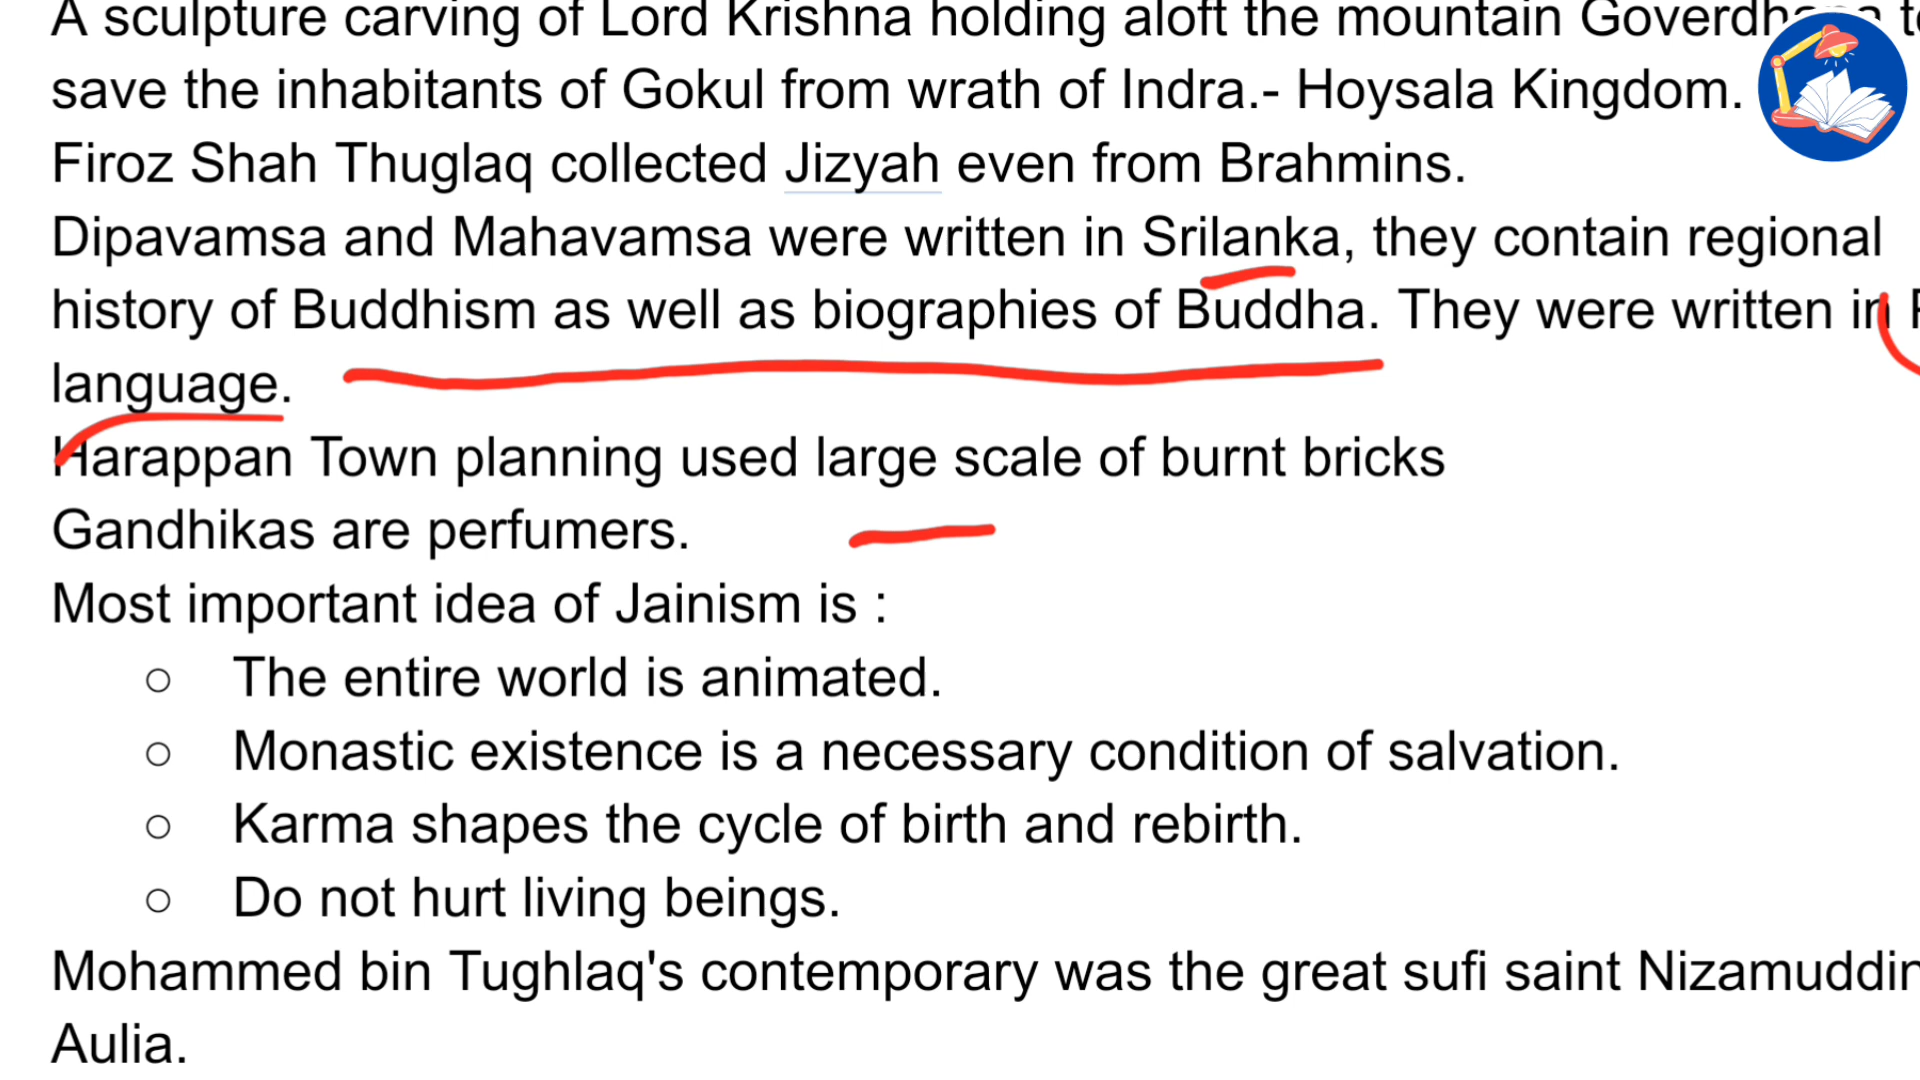 A sculpture carving of Lord Krishna holding aloft the mountain
save the inhabitants of Gokul from wrath of Indra.- Hoysala Kingdom.
Firoz Shah Thuglaq collected Jizyah even from Brahmins.
Dipavamsa and Mahavamsa were written in Srilanka, they contain regional
history of Buddhism as well as biographies of Buddha. They were written in
language.
Harappan Town planning used large scale of burnt bricks
Gandhikas are perfumers.
Most important idea of Jainism is :
○ The entire world is animated.
○ Monastic existence is a necessary condition of salvation.
○ Karma shapes the cycle of birth and rebirth.
○ Do not hurt living beings.
Mohammed bin Tughlaq's contemporary was the great sufi saint Nizamuddin
Aulia.